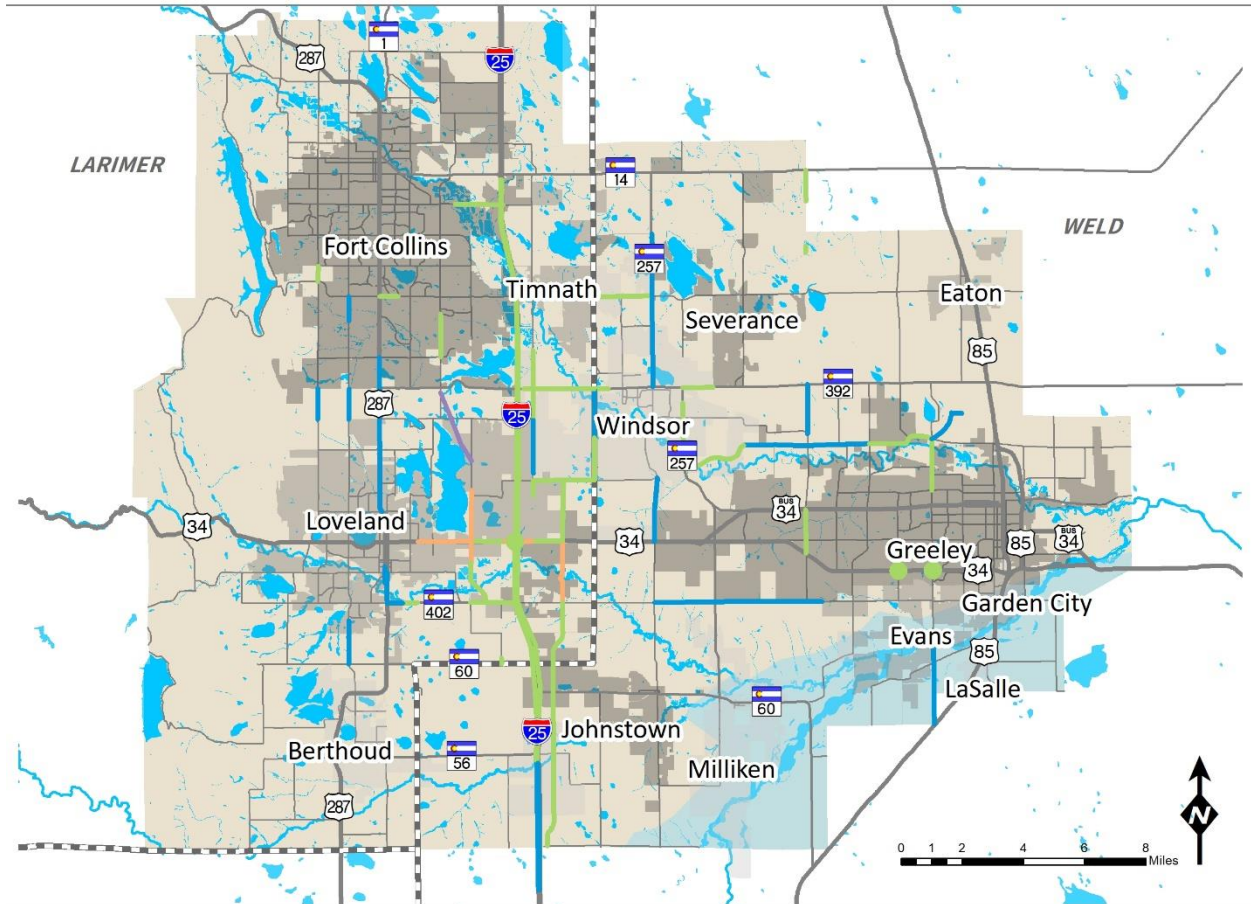 1
287
25
LARIMER
14
WELD
Fort Collins
257
Timnath
Eaton
Severance
85
392
287
25
Windsor
257
BUS
34
34
Loveland
34
85
BUS
34
Greeley
34
402
Garden City
Evans
85
60
LaSalle
60
25
Johnstown
Berthoud
56
Milliken
287
N
0 1 2 4 6 8
Miles